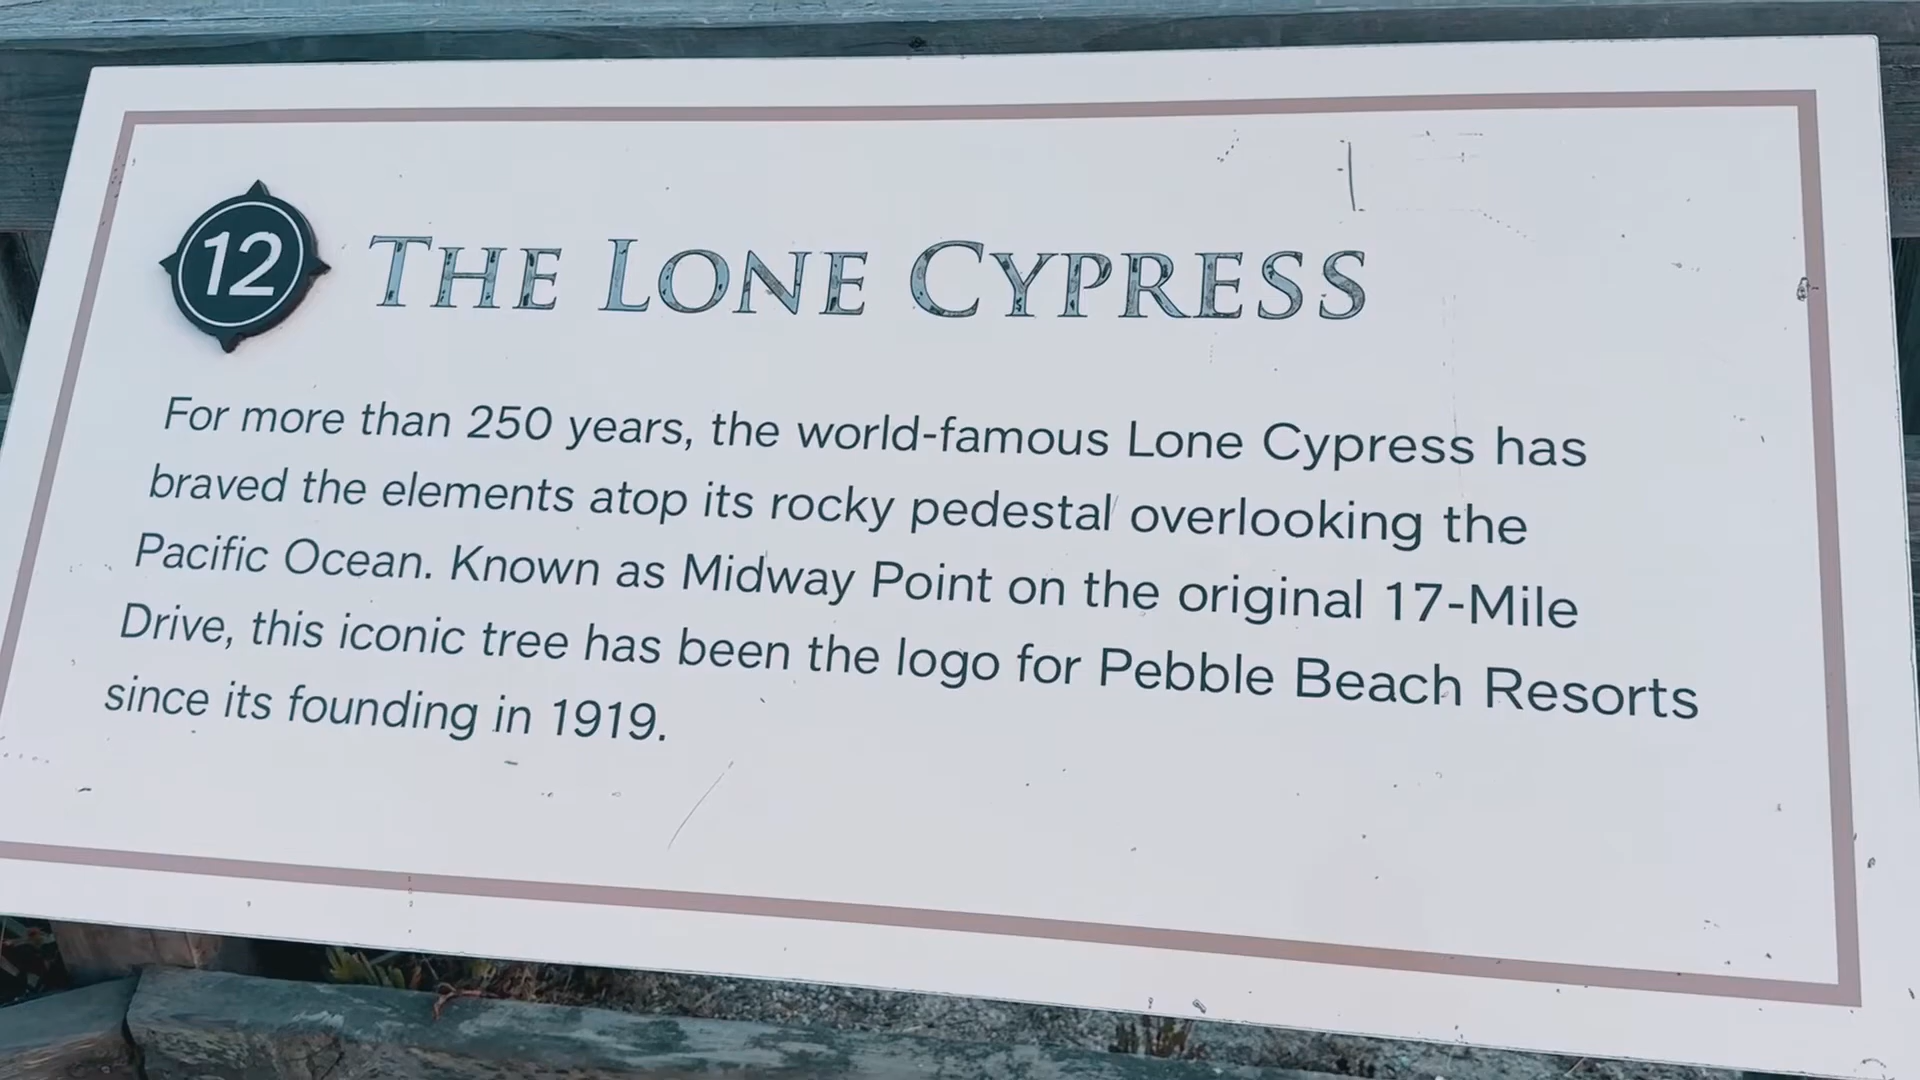 12
THE LONE CYPRESS
For more than 250 years, the world-famous Lone Cypress has
braved the elements atop its rocky pedestal overlooking the
Pacific Ocean. Known as Midway Point on the original 17-Mile
Drive, this iconic tree has been the logo for Pebble Beach Resorts
since its founding in 1919.